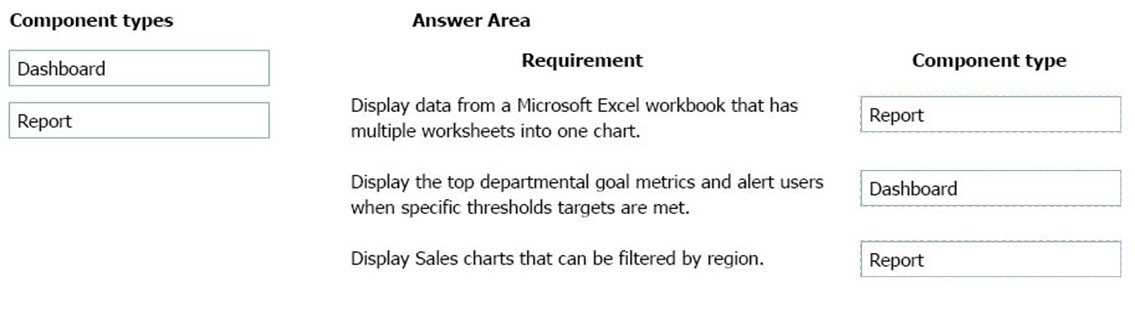 Component types
Answer Area
Dashboard
Report
Requirement
Component type
Display data from a Microsoft Excel workbook that has
multiple worksheets into one chart.
Report
Display the top departmental goal metrics and alert users
when specific thresholds targets are met.
Dashboard
Display Sales charts that can be filtered by region.
Report